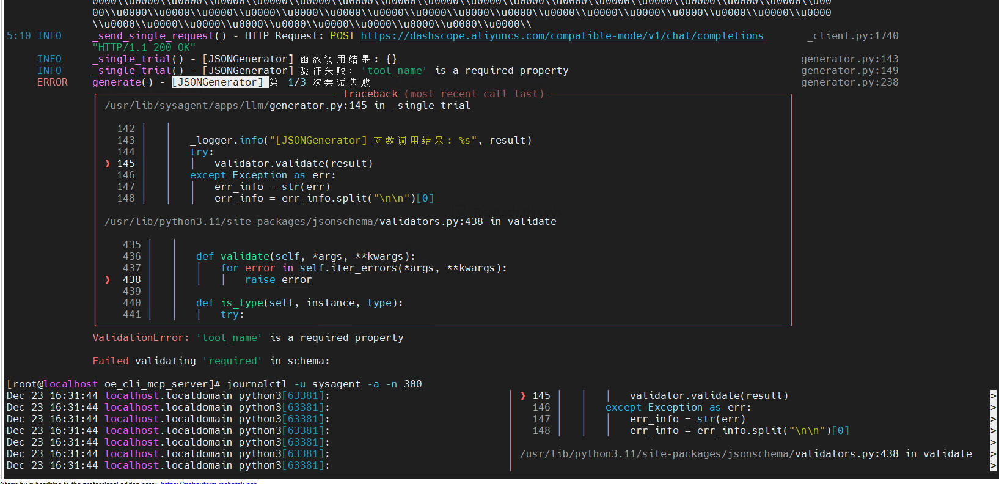 0000\\u0000\\u0000\\u0000\\u0000\\u0000\\u0000\\u0000\\u0000\\u0000\\u0000\\u0000\\u0000\\u0000\\u0000\\u00
00\\u0000\\u0000\\u0000\\u0000\\u0000\\u0000\\u0000\\u0000\\u0000\\u0000\\u0000\\u0000\\u0000\\u0000\\u0000
\\u0000\\u0000\\u0000\\u0000\\u0000\\u0000\\u0000\\u0000\\u0000\\
5:10 INFO _send_single_request() - HTTP Request: POST https://dashscope.aliyuncs.com/compatible-mode/v1/chat/completions _client.py:1740
"HTTP/1.1 200 OK"
INFO _single_trial() - [JSONGenerator] 函数调用结果: {} generator.py:143
INFO _single_trial() - [JSONGenerator] 验证失败: 'tool_name' is a required property generator.py:149
ERROR generate() - [JSONGenerator] 第 1/3 次尝试失败 generator.py:238
Traceback (most recent call last)
/usr/lib/sysagent/apps/llm/generator.py:145 in _single_trial
142
143 _logger.info("[JSONGenerator] 函数调用结果: %s", result)
144 try:
❱ 145 validator.validate(result)
146 except Exception as err:
147 err_info = str(err)
148 err_info = err_info.split("\n\n")[0]
/usr/lib/python3.11/site-packages/jsonschema/validators.py:438 in validate
435
436 def validate(self, *args, **kwargs):
437 for error in self.iter_errors(*args, **kwargs):
❱ 438 raise error
439
440 def is_type(self, instance, type):
441 try:
ValidationError: 'tool_name' is a required property
Failed validating 'required' in schema:
[root@localhost oe_cli_mcp_server]# journalctl -u sysagent -a -n 300
Dec 23 16:31:44 localhost.localdomain python3[63381]: ❱ 145 validator.validate(result) >
Dec 23 16:31:44 localhost.localdomain python3[63381]: 146 except Exception as err: >
Dec 23 16:31:44 localhost.localdomain python3[63381]: 147 err_info = str(err) >
Dec 23 16:31:44 localhost.localdomain python3[63381]: 148 err_info = err_info.split("\n\n")[0] >
Dec 23 16:31:44 localhost.localdomain python3[63381]: >
Dec 23 16:31:44 localhost.localdomain python3[63381]: /usr/lib/python3.11/site-packages/jsonschema/validators.py:438 in validate >
Dec 23 16:31:44 localhost.localdomain python3[63381]: >